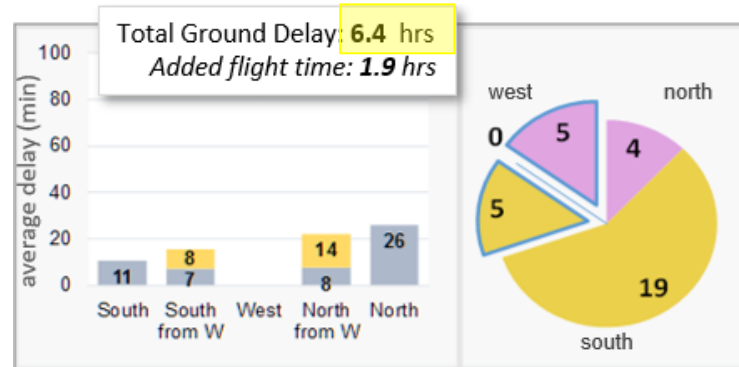 Total Ground Delay: 6.4 hrs
Added flight time: 1.9 hrs
average delay (min)
100
80
60
40
20
0
11
8
7
14
8
26
South
South
from W
West
North
from W
North
west
north
0
5
4
5
19
south